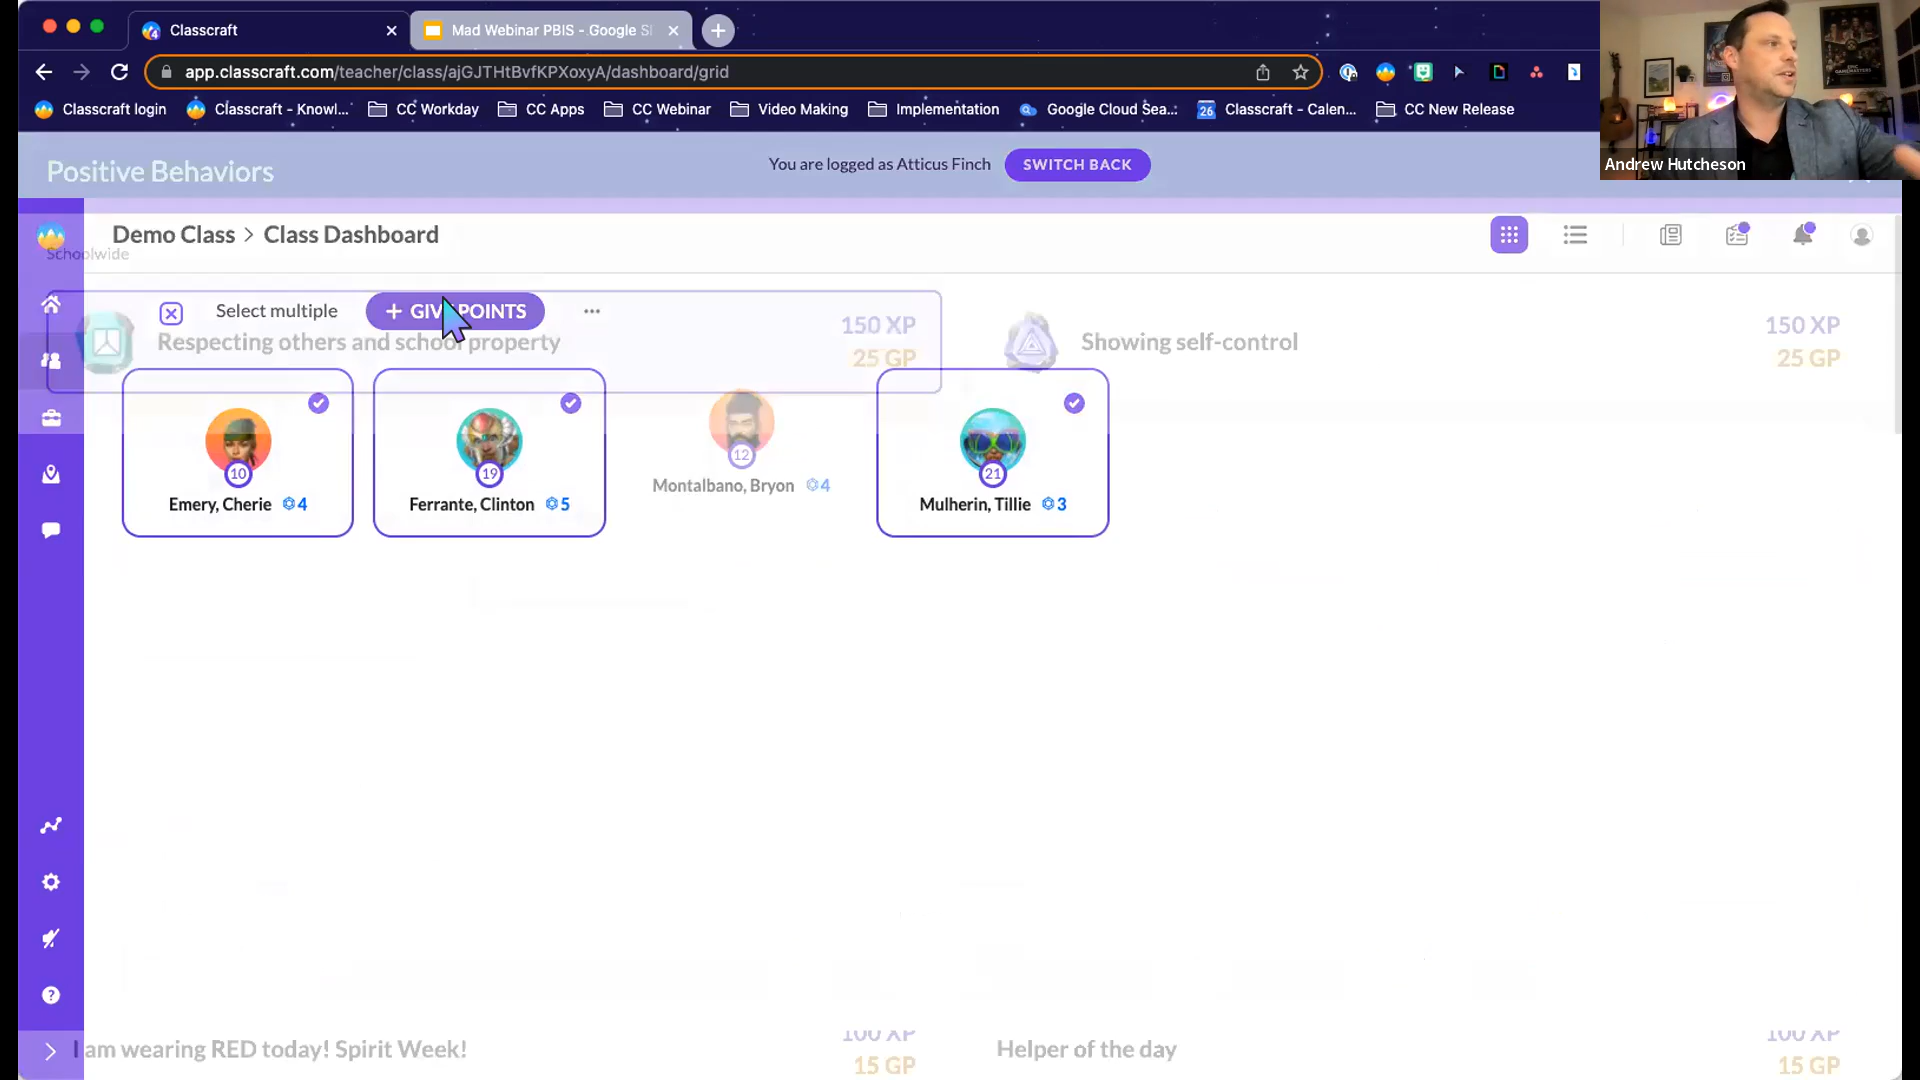 Classcraft
Mad Webinar PBIS - Google Sl
app.classcraft.com/teacher/class/ajGJTHtBvfKPXoxyA/dashboard/grid
Classcraft login
Classcraft - Knowl...
CC Workday
CC Apps
CC Webinar
Video Making
Implementation
Google Cloud Sea...
26
Classcraft - Calen...
CC New Release
Andrew Hutcheson
Positive Behaviors
You are logged as Atticus Finch
SWITCH BACK
Demo Class > Class Dashboard
Schoolwide
Select multiple
+ GIVE POINTS
...
Respecting others and school property
150 XP
25 GP
Showing self-control
150 XP
25 GP
10
Emery, Cherie 4
19
Ferrante, Clinton 5
12
Montalbano, Bryon 4
21
Mulherin, Tillie 3
I am wearing RED today! Spirit Week!
100 XP
15 GP
Helper of the day
100 XP
15 GP